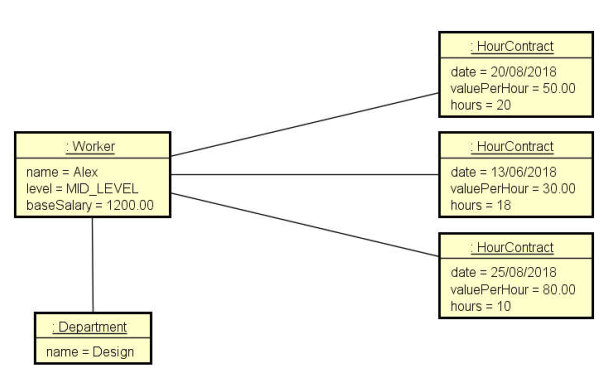 : HourContract
date = 20/08/2018
valuePerHour = 50.00
hours = 20
: Worker
name = Alex
level = MID_LEVEL
baseSalary = 1200.00
: HourContract
date = 13/06/2018
valuePerHour = 30.00
hours = 18
: HourContract
date = 25/08/2018
valuePerHour = 80.00
hours = 10
: Department
name = Design